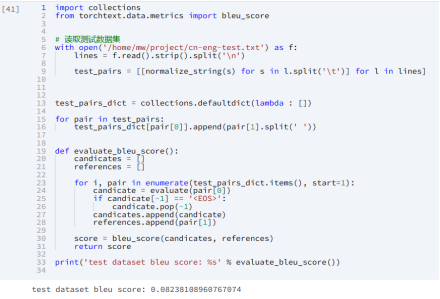 [41]
1 import collections
2 from torchtext.data.metrics import bleu_score
3
4
5 # 读取测试数据集
6 with open('/home/mw/project/cn-eng-test.txt') as f:
7     lines = f.read().strip().split('\n')
8
9     test_pairs = [[normalize_string(s) for s in l.split('\t')] for l in lines]
10
11
12
13 test_pairs_dict = collections.defaultdict(lambda : [])
14
15 for pair in test_pairs:
16     test_pairs_dict[pair[0]].append(pair[1].split(' '))
17
18
19 def evaluate_bleu_score():
20     candicates = []
21     references = []
22
23     for i, pair in enumerate(test_pairs_dict.items(), start=1):
24         candicate = evaluate(pair[0])
25         if candicate[-1] == '<EOS>':
26             candicate.pop(-1)
27         candicates.append(candicate)
28         references.append(pair[1])
29
30     score = bleu_score(candicates, references)
31     return score
32
33 print('test dataset bleu score: %s' % evaluate_bleu_score())
34
test dataset bleu score: 0.08238108960767074